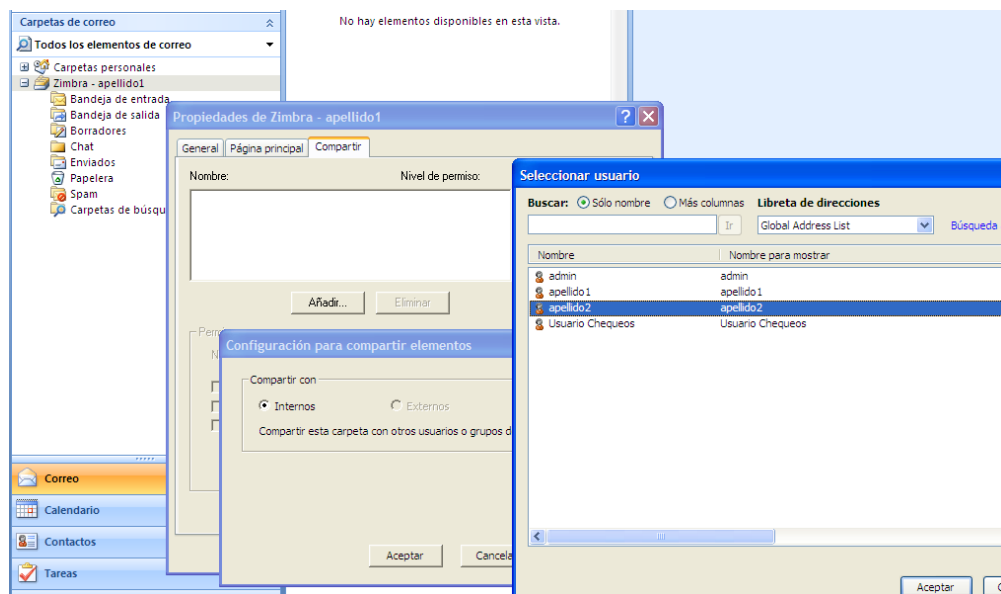 Carpetas de correo
Todos los elementos de correo
Carpetas personales
Zimbra - apellido1
Bandeja de entrada
Bandeja de salida
Borradores
Chat
Enviados
Papelera
Spam
Carpetas de búsqu
Correo
Calendario
Contactos
Tareas
No hay elementos disponibles en esta vista.
Propiedades de Zimbra - apellido1
General Página principal Compartir
Nombre: Nivel de permiso:
Añadir... Eliminar
Permi
N
Configuración para compartir elementos
Compartir con
Internos Externos
Compartir esta carpeta con otros usuarios o grupos d
Aceptar Cancela
Seleccionar usuario
Buscar: Sólo nombre Más columnas Libreta de direcciones
Ir Global Address List Búsqueda
Nombre Nombre para mostrar
admin admin
apellido1 apellido1
apellido2 apellido2
Usuario Chequeos Usuario Chequeos
Aceptar C